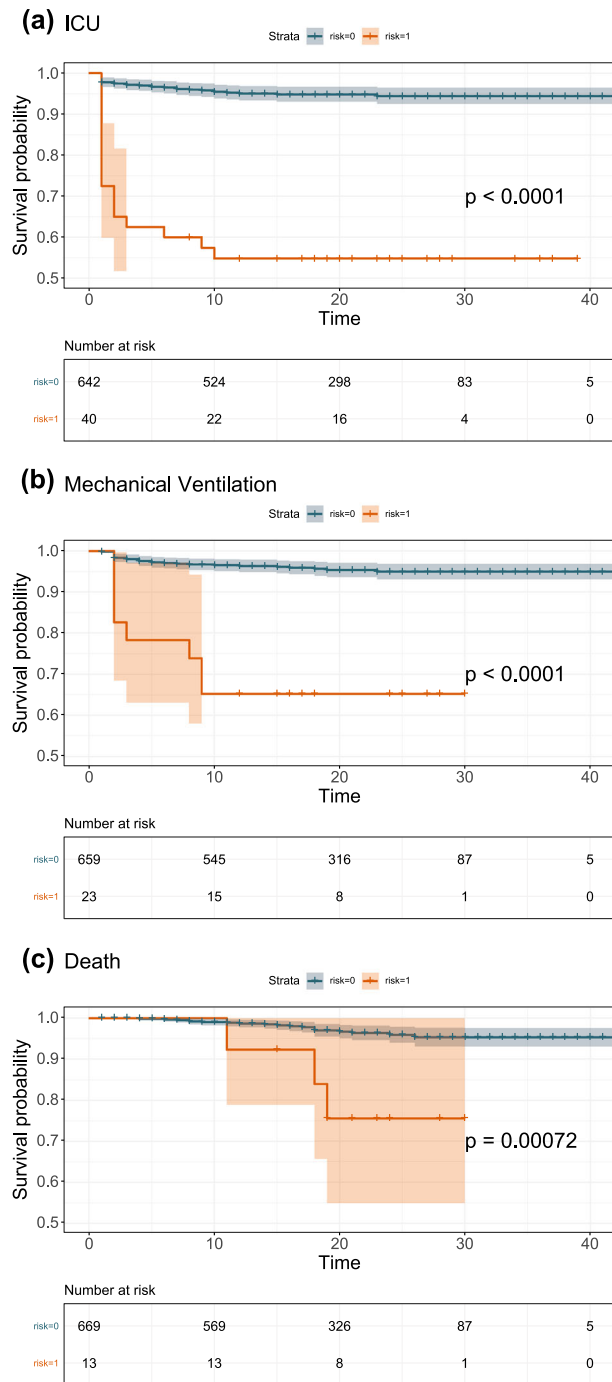 (a) ICU
Strata risk=0 risk=1
1.0
0.9
0.8
0.7
0.6
0.5
Survival probability
p < 0.0001
0 10 20 30 40
Time
Number at risk
risk=0 642 524 298 83 5
risk=1 40 22 16 4 0
(b) Mechanical Ventilation
Strata risk=0 risk=1
1.0
0.9
0.8
0.7
0.6
0.5
Survival probability
p < 0.0001
0 10 20 30 40
Time
Number at risk
risk=0 659 545 316 87 5
risk=1 23 15 8 1 0
(c) Death
Strata risk=0 risk=1
1.0
0.9
0.8
0.7
0.6
0.5
Survival probability
p = 0.00072
0 10 20 30 40
Time
Number at risk
risk=0 669 569 326 87 5
risk=1 13 13 8 1 0